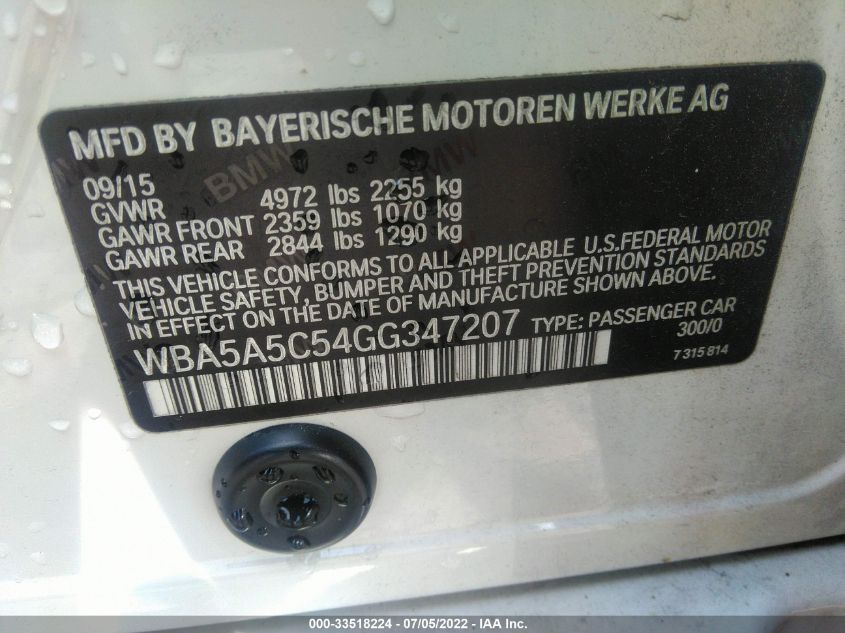 MFD BY BAYERISCHE MOTOREN WERKE AG
09/15
GVWR 4972 lbs 2255 kg
GAWR FRONT 2359 lbs 1070 kg
GAWR REAR 2844 lbs 1290 kg
THIS VEHICLE CONFORMS TO ALL APPLICABLE U.S.FEDERAL MOTOR
VEHICLE SAFETY, BUMPER AND THEFT PREVENTION STANDARDS
IN EFFECT ON THE DATE OF MANUFACTURE SHOWN ABOVE.
WBA5A5C54GG347207 TYPE: PASSENGER CAR
300/0
7 315 814
BMW
BMW
000-33518224 - 07/05/2022 - IAA Inc.